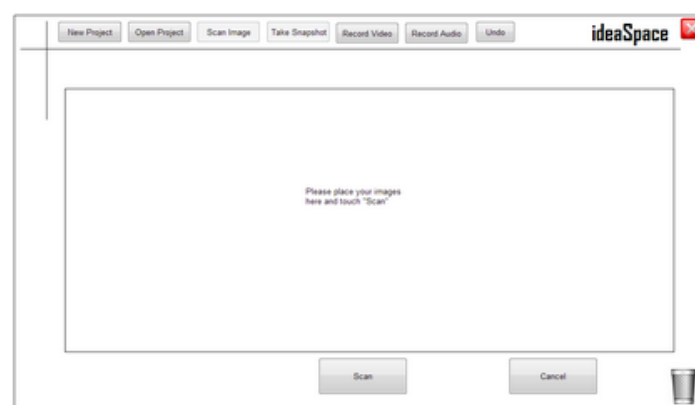 New Project Open Project Scan Image Take Snapshot Record Video Record Audio Undo ideaSpace
Please place your images
here and touch "Scan"
Scan Cancel